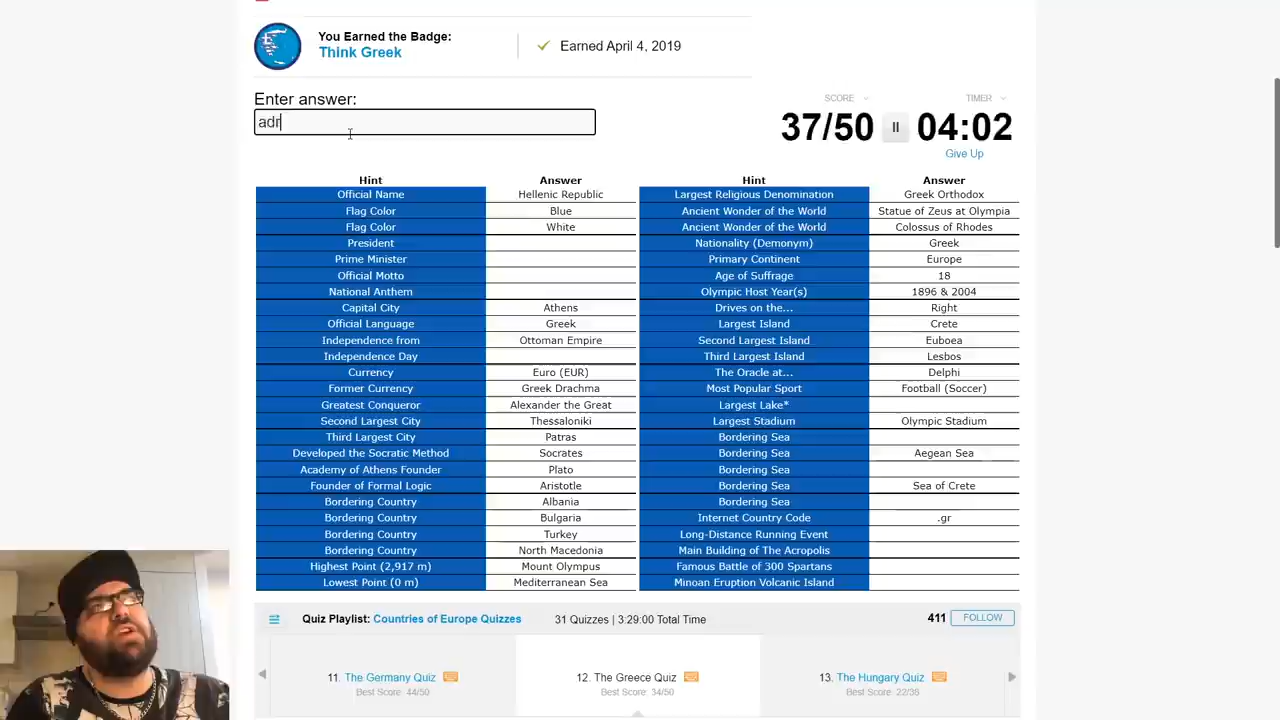 You Earned the Badge:
Think Greek
Earned April 4, 2019
Enter answer:
adr
SCORE
TIMER
37/50
04:02
Give Up
Hint Answer Hint Answer
Official Name Hellenic Republic Largest Religious Denomination Greek Orthodox
Flag Color Blue Ancient Wonder of the World Statue of Zeus at Olympia
Flag Color White Ancient Wonder of the World Colossus of Rhodes
President Nationality (Demonym) Greek
Prime Minister Primary Continent Europe
Official Motto Age of Suffrage 18
National Anthem Olympic Host Year(s) 1896 & 2004
Capital City Athens Drives on the... Right
Official Language Greek Largest Island Crete
Independence from Ottoman Empire Second Largest Island Euboea
Independence Day Third Largest Island Lesbos
Currency Euro (EUR) The Oracle at... Delphi
Former Currency Greek Drachma Most Popular Sport Football (Soccer)
Greatest Conqueror Alexander the Great Largest Lake*
Second Largest City Thessaloniki Largest Stadium Olympic Stadium
Third Largest City Patras Bordering Sea
Developed the Socratic Method Socrates Bordering Sea Aegean Sea
Academy of Athens Founder Plato Bordering Sea
Founder of Formal Logic Aristotle Bordering Sea Sea of Crete
Bordering Country Albania Bordering Sea
Bordering Country Bulgaria Internet Country Code .gr
Bordering Country Turkey Long-Distance Running Event
Bordering Country North Macedonia Main Building of The Acropolis
Highest Point (2,917 m) Mount Olympus Famous Battle of 300 Spartans
Lowest Point (0 m) Mediterranean Sea Minoan Eruption Volcanic Island
Quiz Playlist: Countries of Europe Quizzes 31 Quizzes | 3:29:00 Total Time 411 FOLLOW
11. The Germany Quiz 12. The Greece Quiz 13. The Hungary Quiz
Best Score: 44/50 Best Score: 34/50 Best Score: 22/35